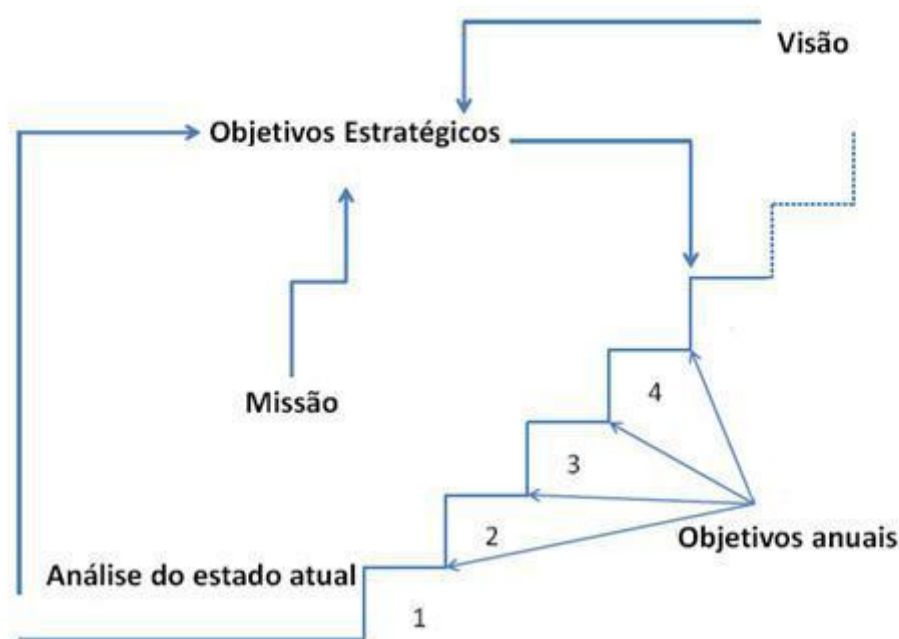 Visão
Objetivos Estratégicos
Missão
4
3
2
Objetivos anuais
Análise do estado atual
1